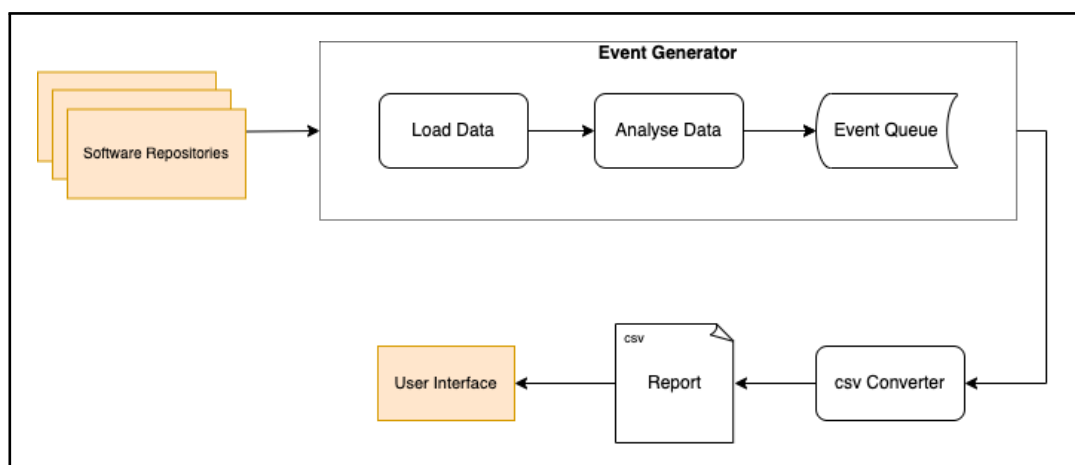 Event Generator
Software Repositories
Load Data
Analyse Data
Event Queue
User Interface
csv
Report
csv Converter